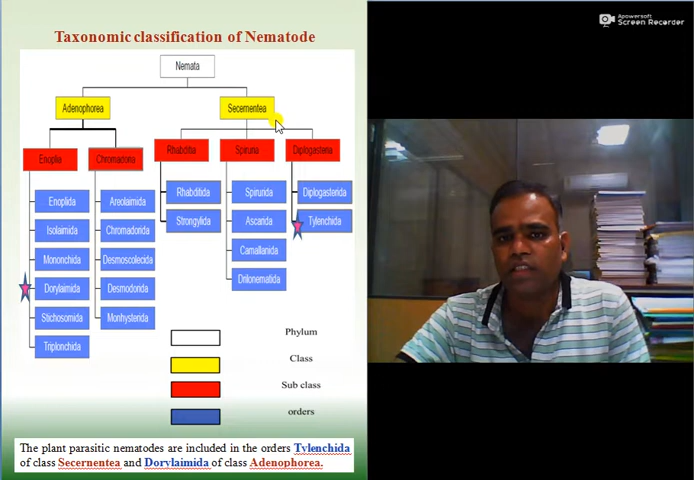 Taxonomic classification of Nematode
Apowersoft
Screen Recorder
Nemata
Adenophorea
Secernentea
Enoplia
Chromadoria
Rhabditia
Spiruria
Diplogasteria
Enoplida
Areolaimida
Rhabditida
Spirurida
Diplogasterida
Isolaimida
Chromadorida
Strongylida
Ascarida
Tylenchida
Mononchida
Desmoscolecida
Camallanida
Dorylaimida
Desmodorida
Drilonematida
Stichosomida
Monhysterida
Triplonchida
Phylum
Class
Sub class
orders
The plant parasitic nematodes are included in the orders Tylenchida
of class Secernentea and Dorylaimida of class Adenophorea.